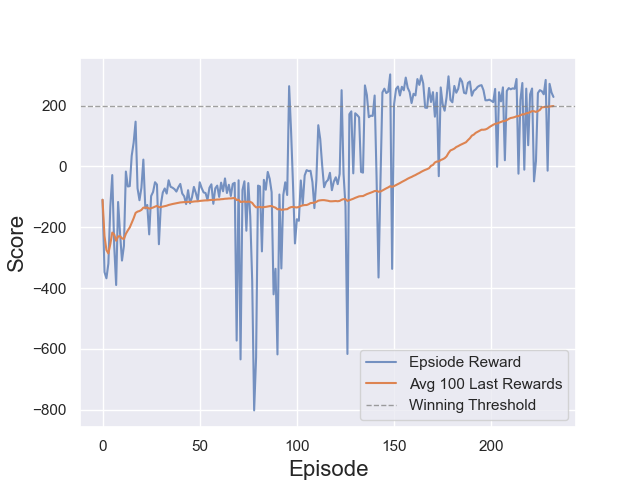 200
0
−200
−400
−600
−800
Score
0
50
100
150
200
Episode
Epsiode Reward
Avg 100 Last Rewards
Winning Threshold